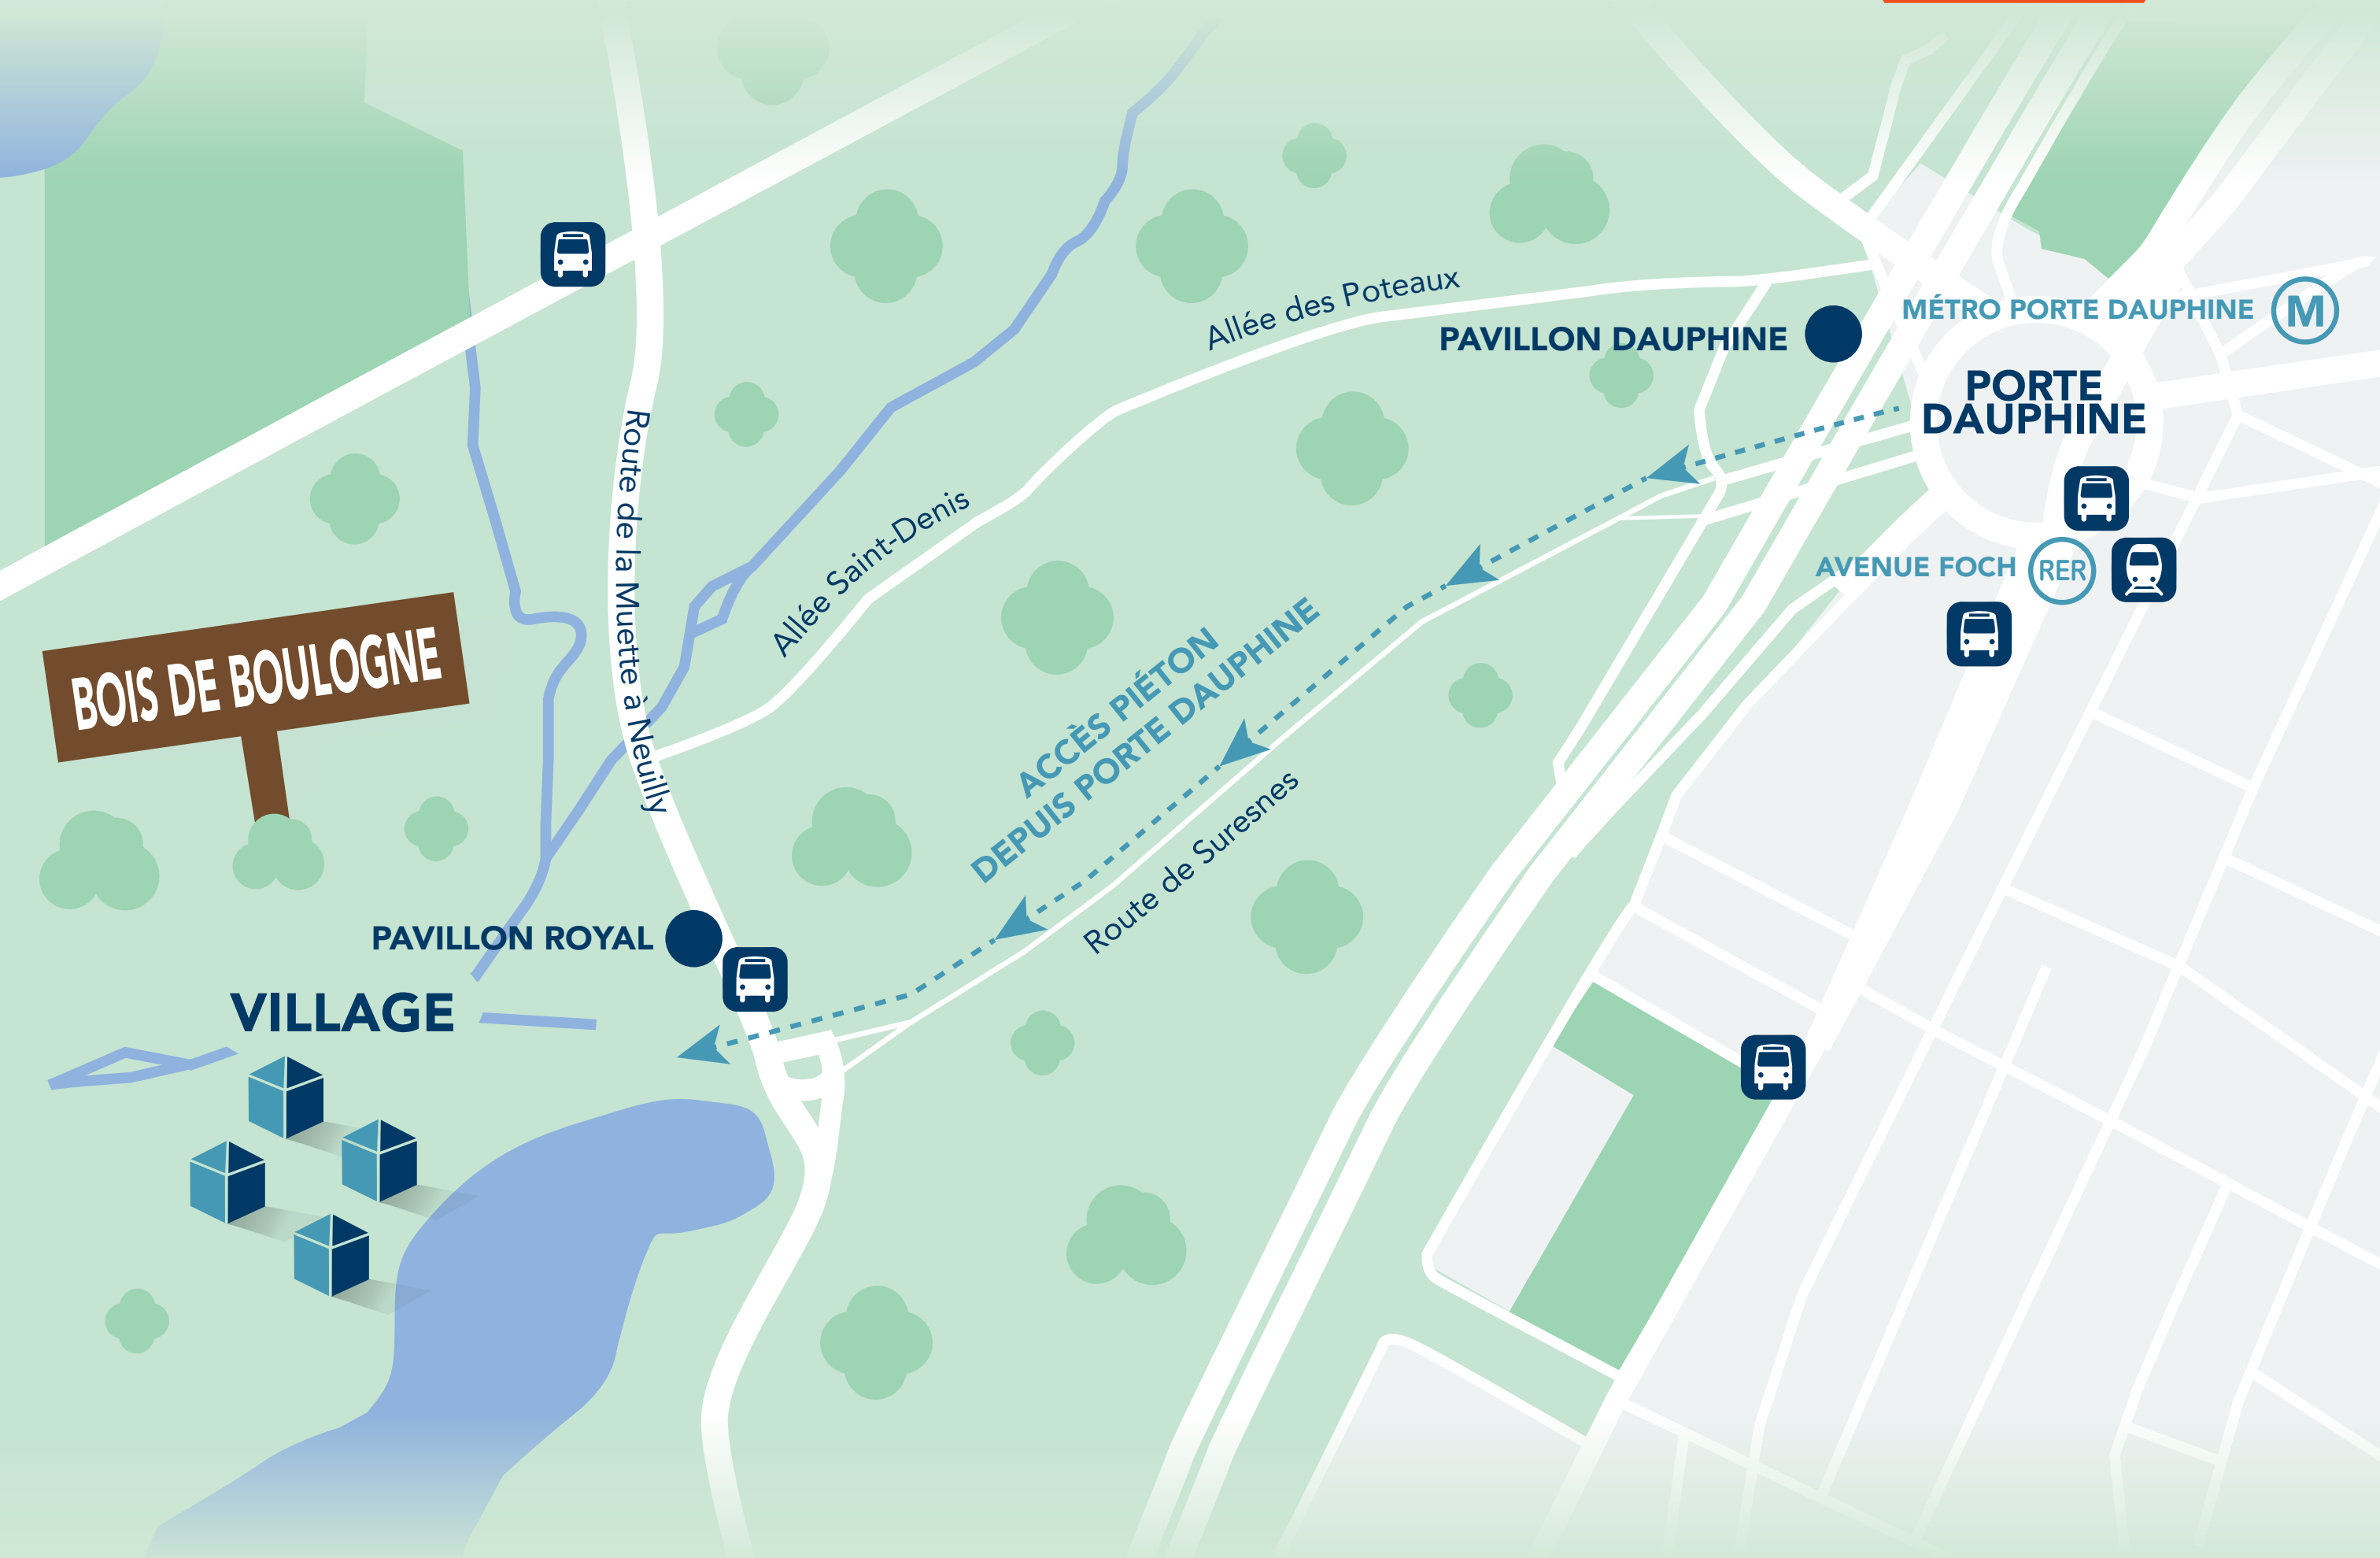 Allée des Poteaux
PAVILLON DAUPHINE
MÉTRO PORTE DAUPHINE
M
PORTE
DAUPHINE
Route de la Muette à Neuilly
Allée Saint-Denis
AVENUE FOCH
RER
BOIS DE BOULOGNE
ACCÈS PIÉTON
DEPUIS PORTE DAUPHINE
Route de Suresnes
PAVILLON ROYAL
VILLAGE